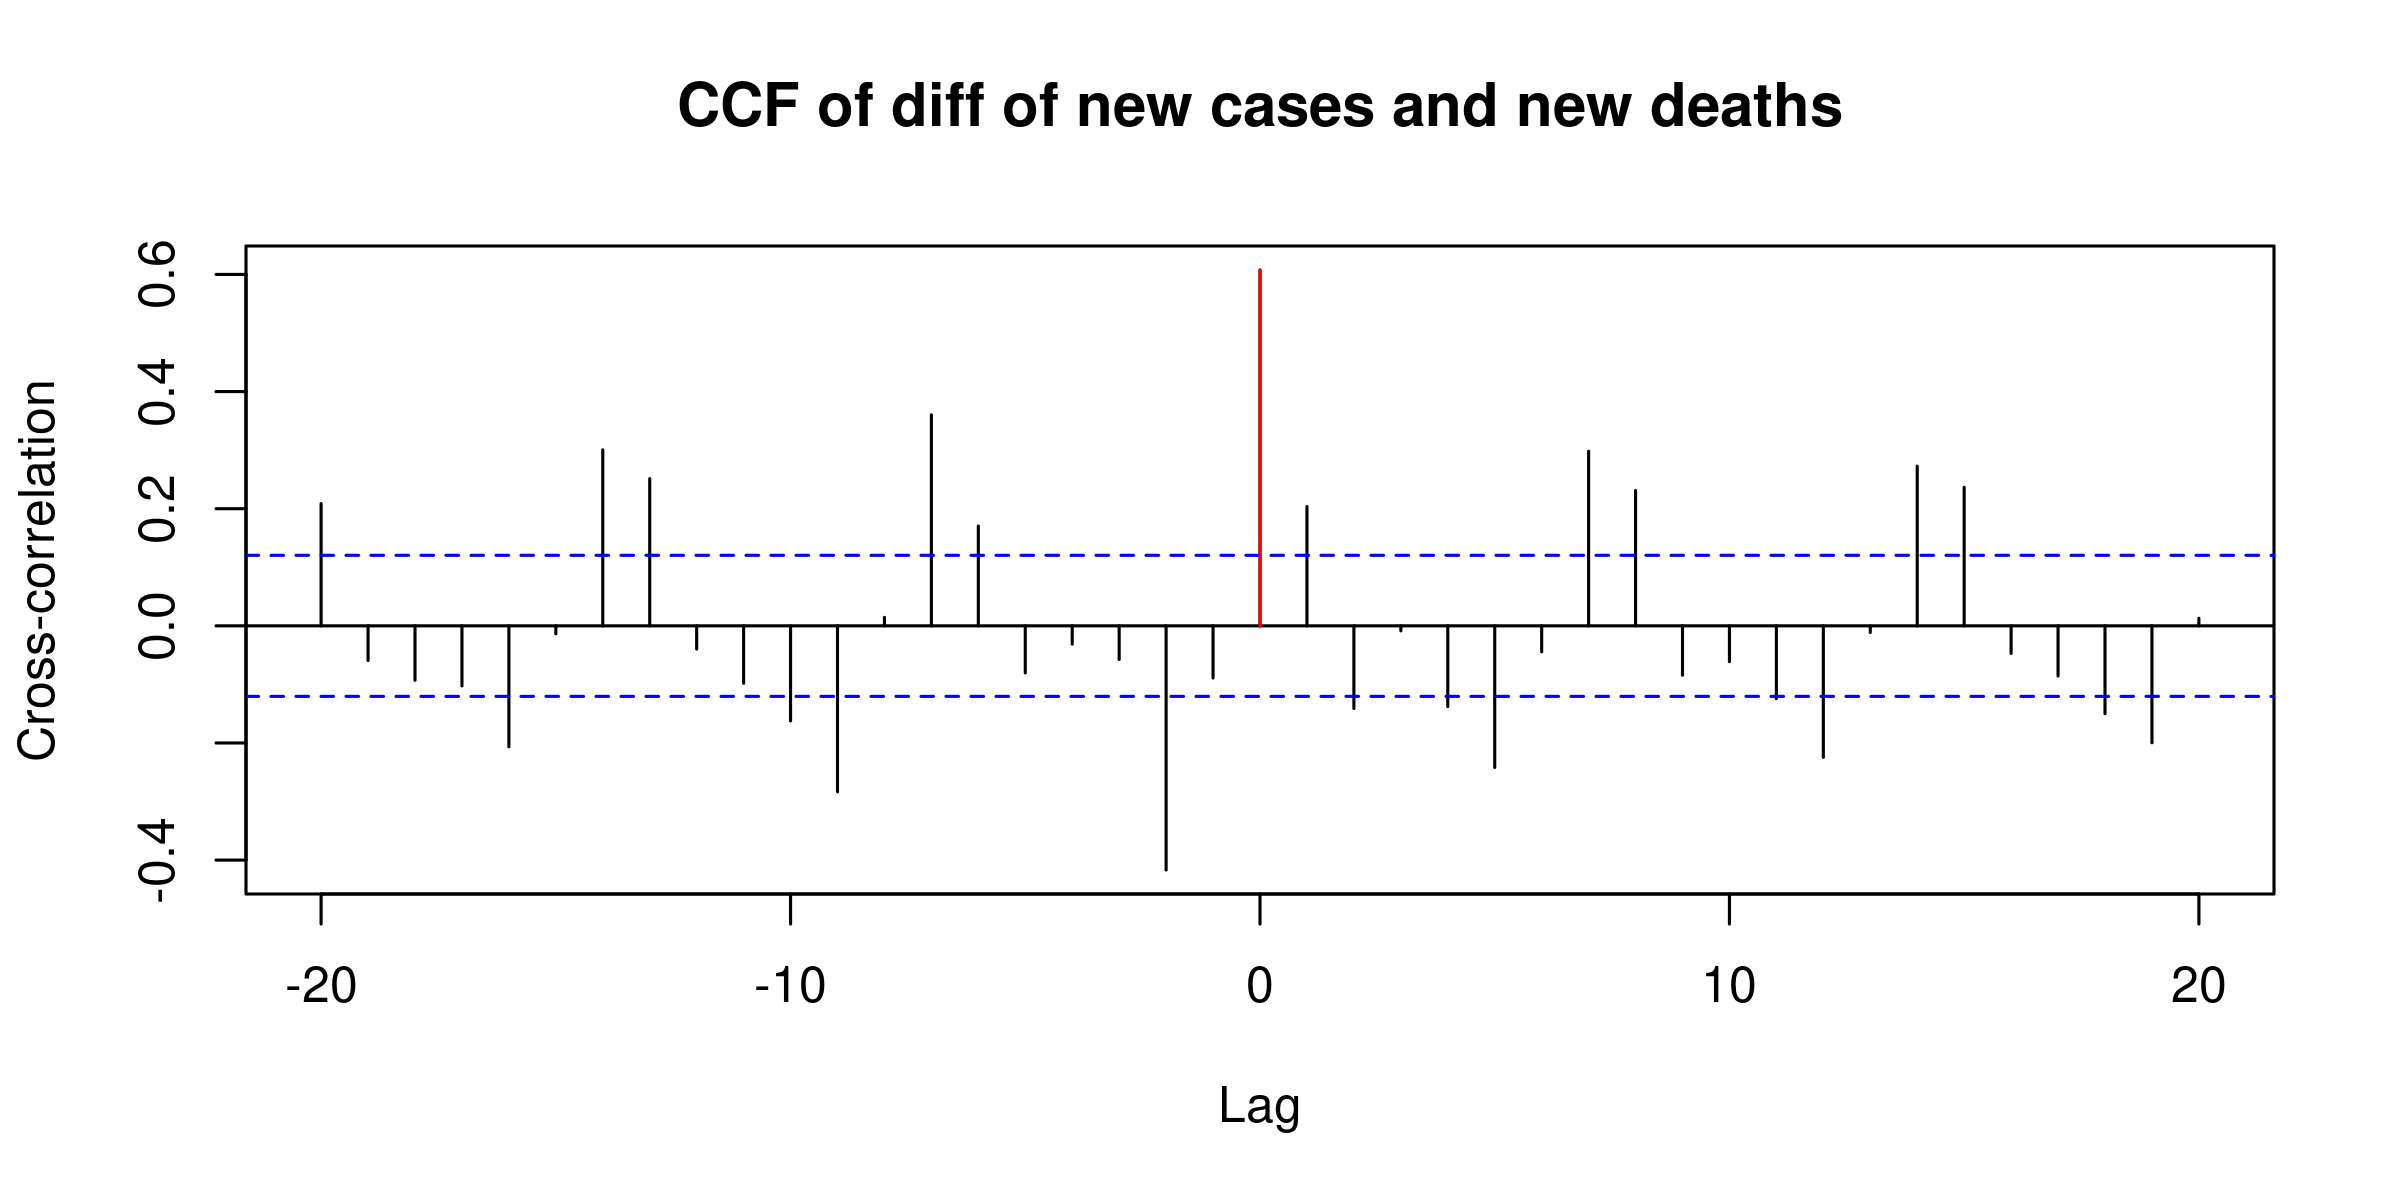 CCF of diff of new cases and new deaths
Cross-correlation
0.6
0.4
0.2
0.0
-0.4
-20 -10 0 10 20
Lag